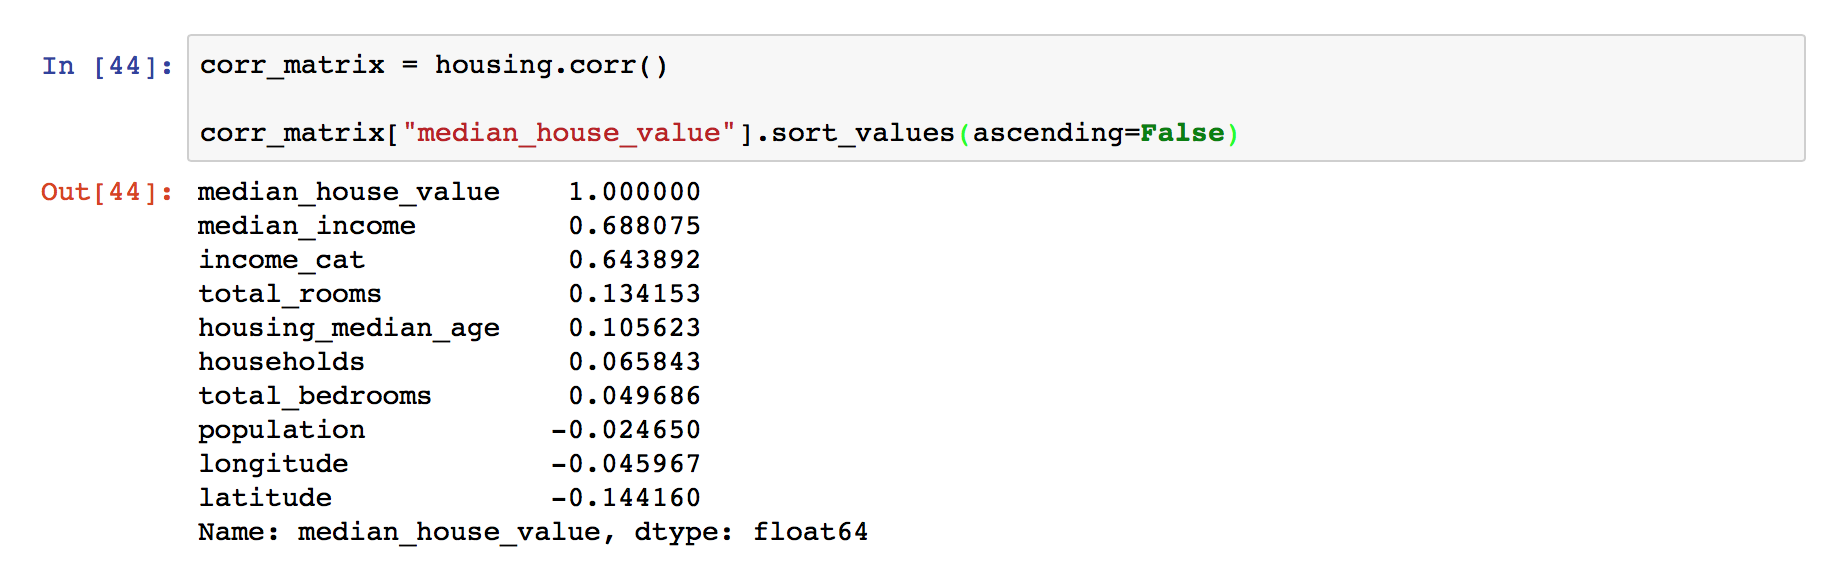 In [44]: corr_matrix = housing.corr()
corr_matrix["median_house_value"].sort_values(ascending=False)
Out[44]: median_house_value 1.000000
median_income 0.688075
income_cat 0.643892
total_rooms 0.134153
housing_median_age 0.105623
households 0.065843
total_bedrooms 0.049686
population -0.024650
longitude -0.045967
latitude -0.144160
Name: median_house_value, dtype: float64